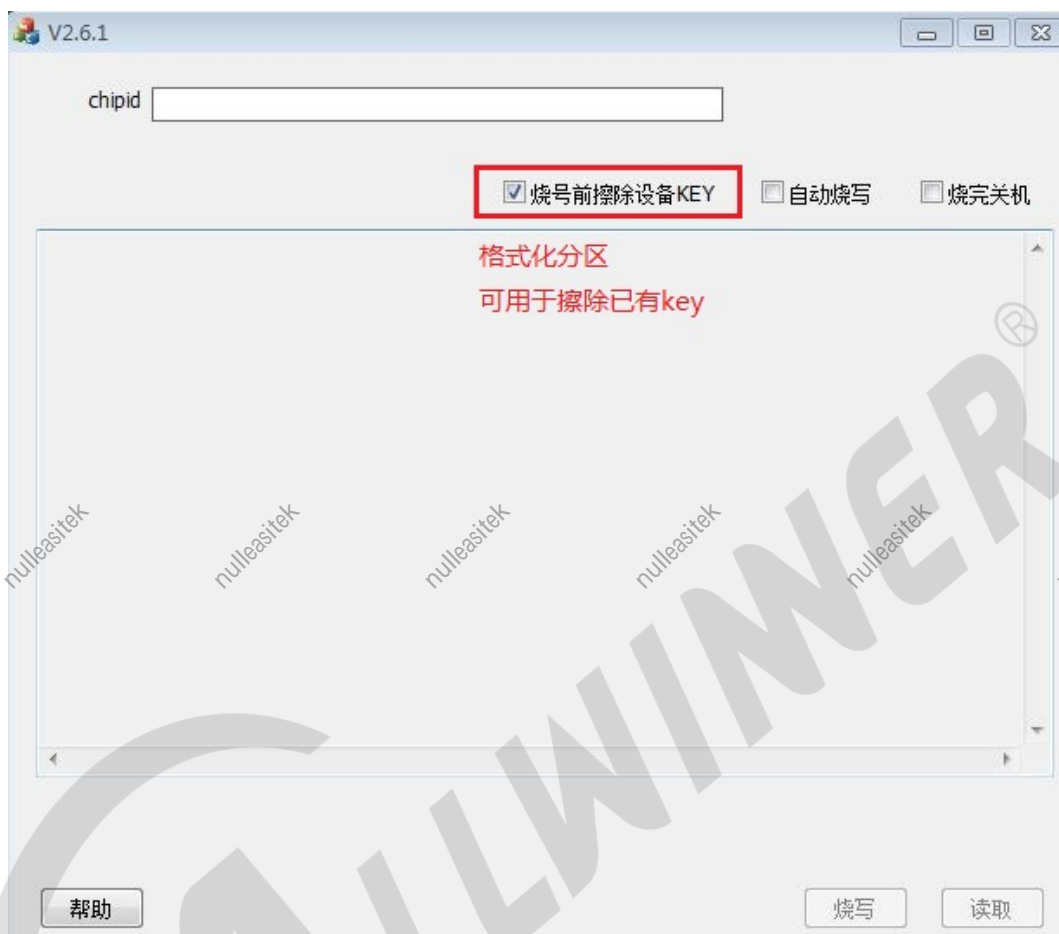 V2.6.1
chipid
烧号前擦除设备KEY 自动烧写 烧完关机
格式化分区
可用于擦除已有key
nulleasitek nulleasitek nulleasitek nulleasitek nulleasitek
ALLWINNER®
帮助 烧写 读取